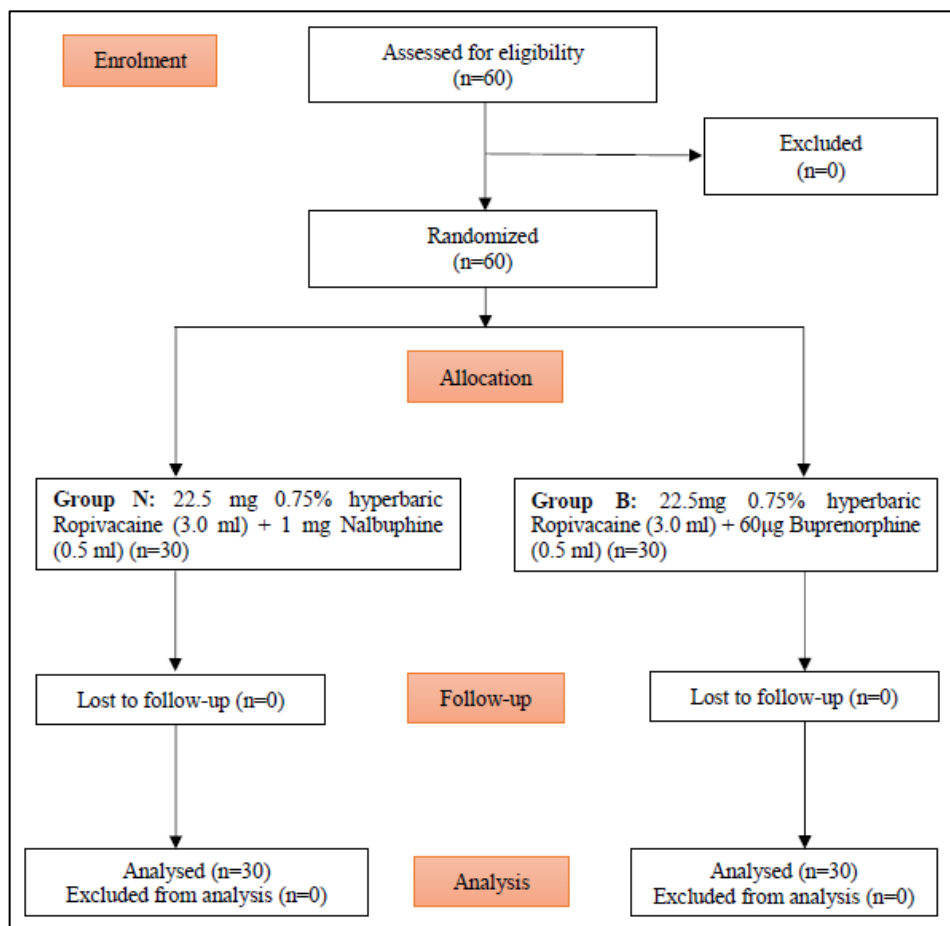 Enrolment
Assessed for eligibility
(n=60)
Excluded
(n=0)
Randomized
(n=60)
Allocation
Group N: 22.5 mg 0.75% hyperbaric
Ropivacaine (3.0 ml) + 1 mg Nalbuphine
(0.5 ml) (n=30)
Group B: 22.5mg 0.75% hyperbaric
Ropivacaine (3.0 ml) + 60µg Buprenorphine
(0.5 ml) (n=30)
Lost to follow-up (n=0)
Follow-up
Lost to follow-up (n=0)
Analysed (n=30)
Excluded from analysis (n=0)
Analysis
Analysed (n=30)
Excluded from analysis (n=0)